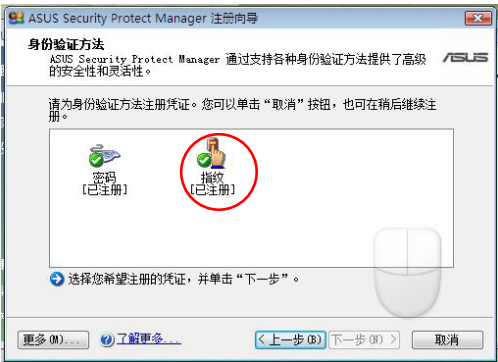 ASUS Security Protect Manager 注册向导
身份验证方法
ASUS Security Protect Manager 通过支持各种身份验证方法提供了高级
的安全性和灵活性。
ASUS
请为身份验证方法注册凭证。您可以单击“取消”按钮，也可在稍后继续注
册。
密码
[已注册]
指纹
[已注册]
选择您希望注册的凭证，并单击“下一步”。
更多(M)...
了解更多...
< 上一步(B)
下一步(N) >
取消